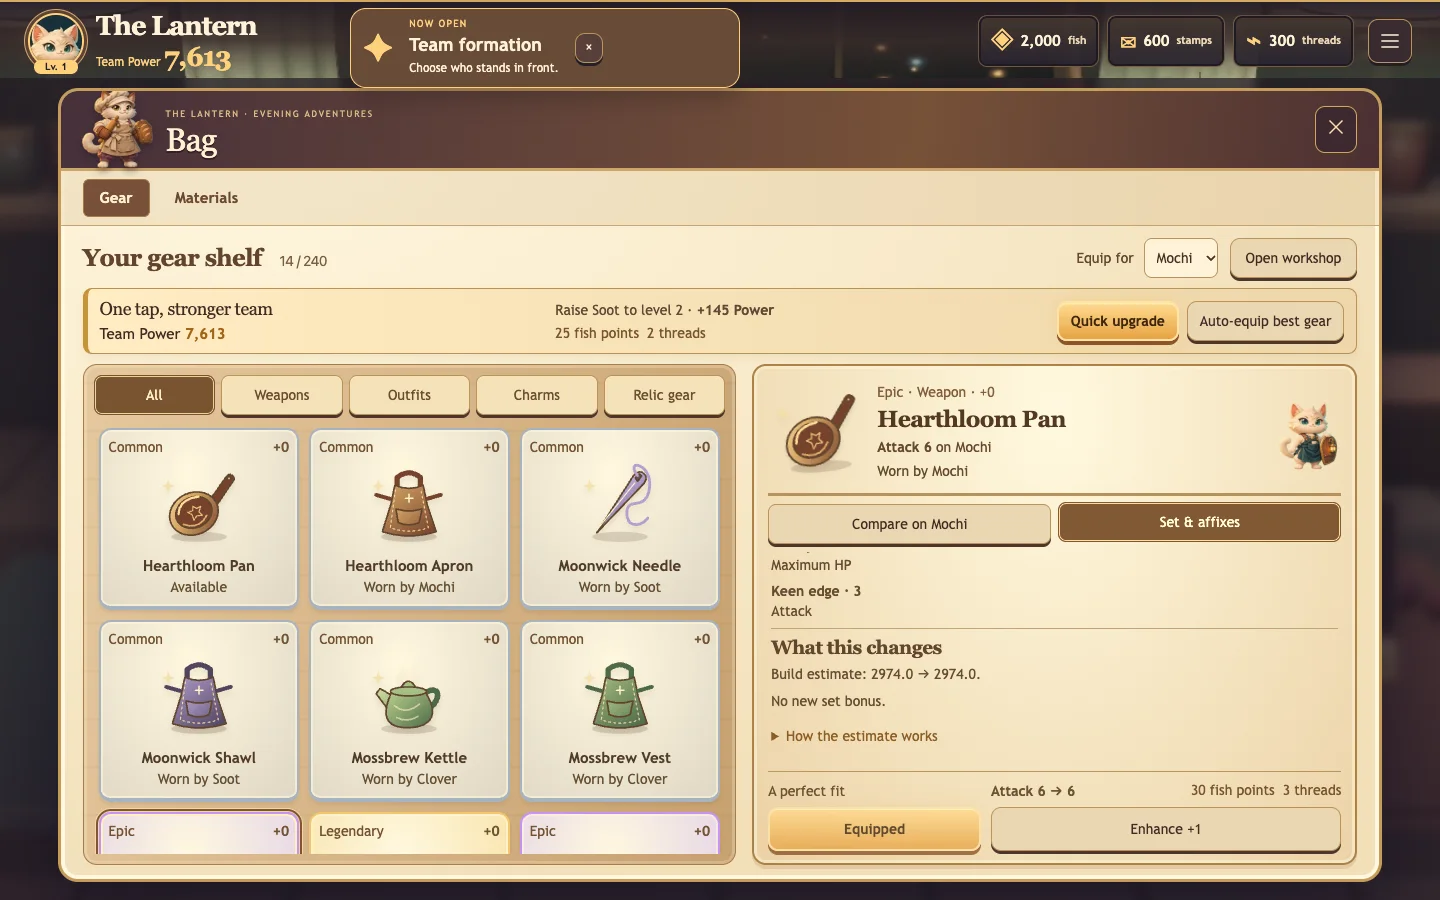 The Lantern
Team Power 7,613
Lv. 1
NOW OPEN
Team formation
Choose who stands in front.
×
2,000 fish
600 stamps
300 threads
THE LANTERN · EVENING ADVENTURES
Bag
Gear
Materials
Your gear shelf 14 / 240
Equip for
Mochi
Open workshop
One tap, stronger team
Team Power 7,613
Raise Soot to level 2 · +145 Power
25 fish points 2 threads
Quick upgrade
Auto-equip best gear
All
Weapons
Outfits
Charms
Relic gear
Common +0
Hearthloom Pan
Available
Common +0
Hearthloom Apron
Worn by Mochi
Common +0
Moonwick Needle
Worn by Soot
Common +0
Moonwick Shawl
Worn by Soot
Common +0
Mossbrew Kettle
Worn by Clover
Common +0
Mossbrew Vest
Worn by Clover
Epic +0
Legendary +0
Epic +0
Epic · Weapon · +0
Hearthloom Pan
Attack 6 on Mochi
Worn by Mochi
Compare on Mochi
Set & affixes
Maximum HP
Keen edge · 3
Attack
What this changes
Build estimate: 2974.0 → 2974.0.
No new set bonus.
How the estimate works
A perfect fit
Attack 6 → 6
30 fish points 3 threads
Equipped
Enhance +1